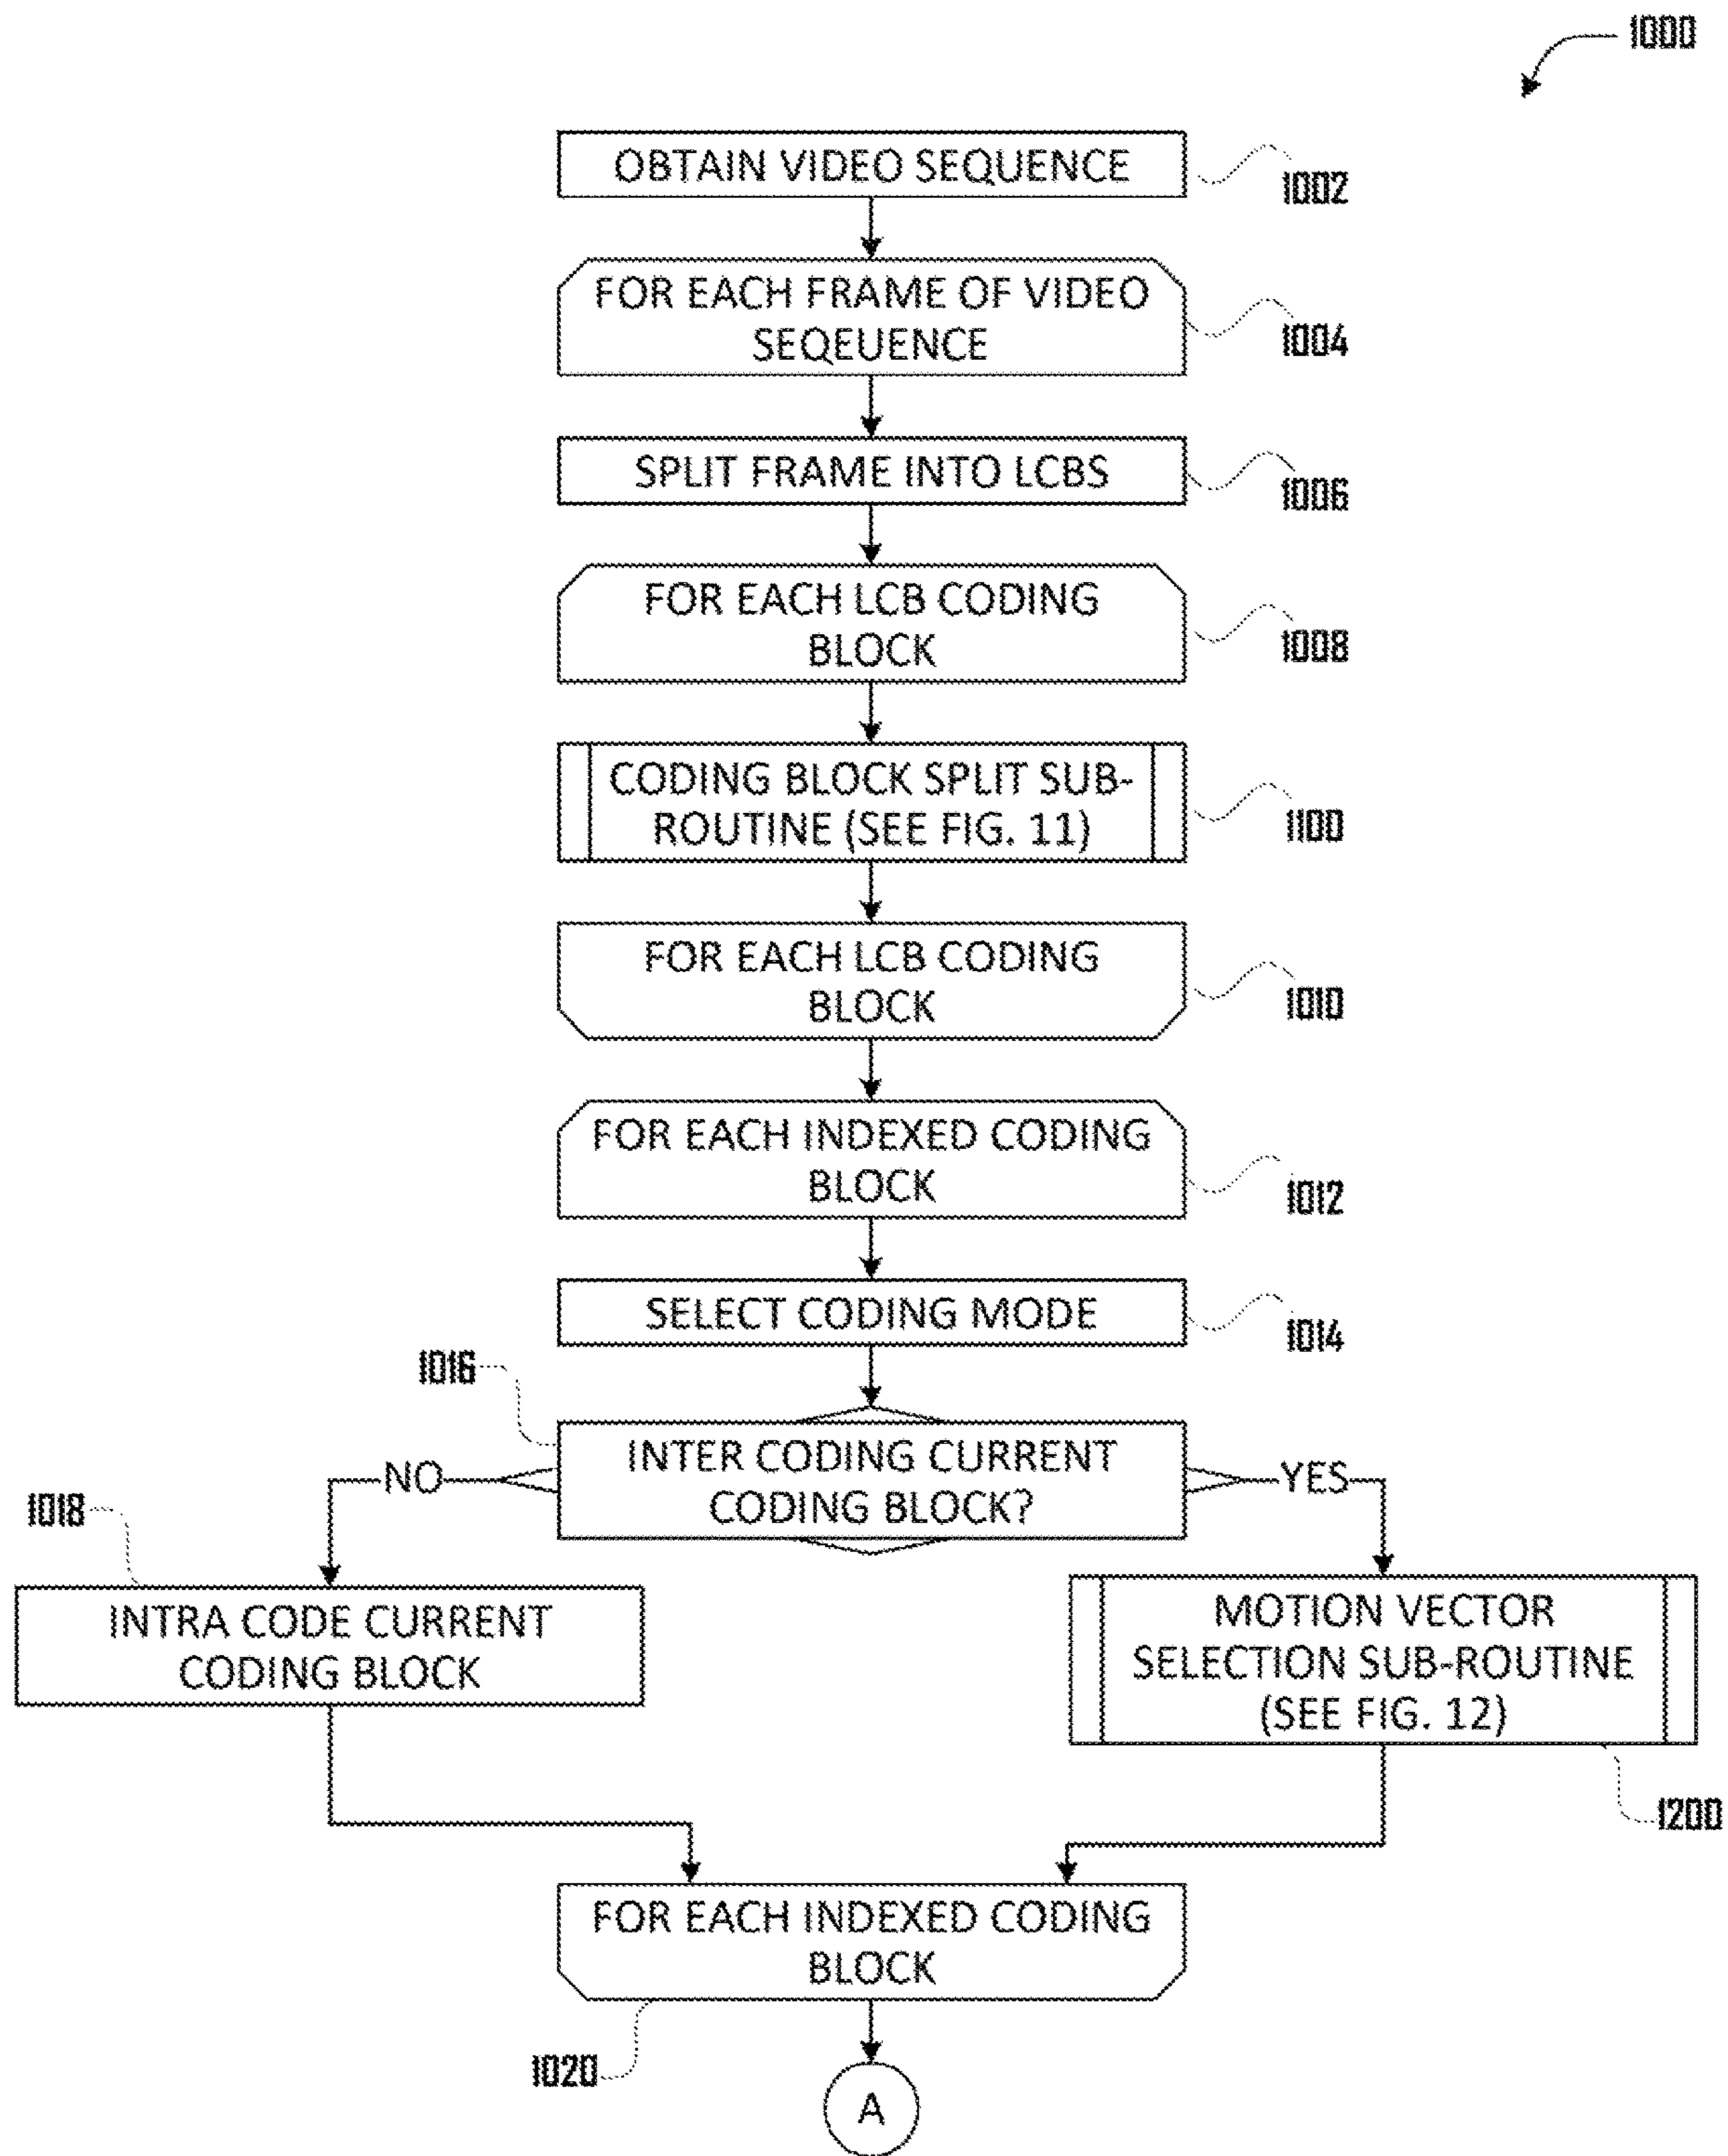 1000
OBTAIN VIDEO SEQUENCE
1002
FOR EACH FRAME OF VIDEO
SEQEUENCE
1004
SPLIT FRAME INTO LCBS
1006
FOR EACH LCB CODING
BLOCK
1008
CODING BLOCK SPLIT SUB-
ROUTINE (SEE FIG. 11)
1100
FOR EACH LCB CODING
BLOCK
1010
FOR EACH INDEXED CODING
BLOCK
1012
SELECT CODING MODE
1014
1016
INTER CODING CURRENT
CODING BLOCK?
NO
YES
1018
INTRA CODE CURRENT
CODING BLOCK
MOTION VECTOR
SELECTION SUB-ROUTINE
(SEE FIG. 12)
1200
FOR EACH INDEXED CODING
BLOCK
1020
A